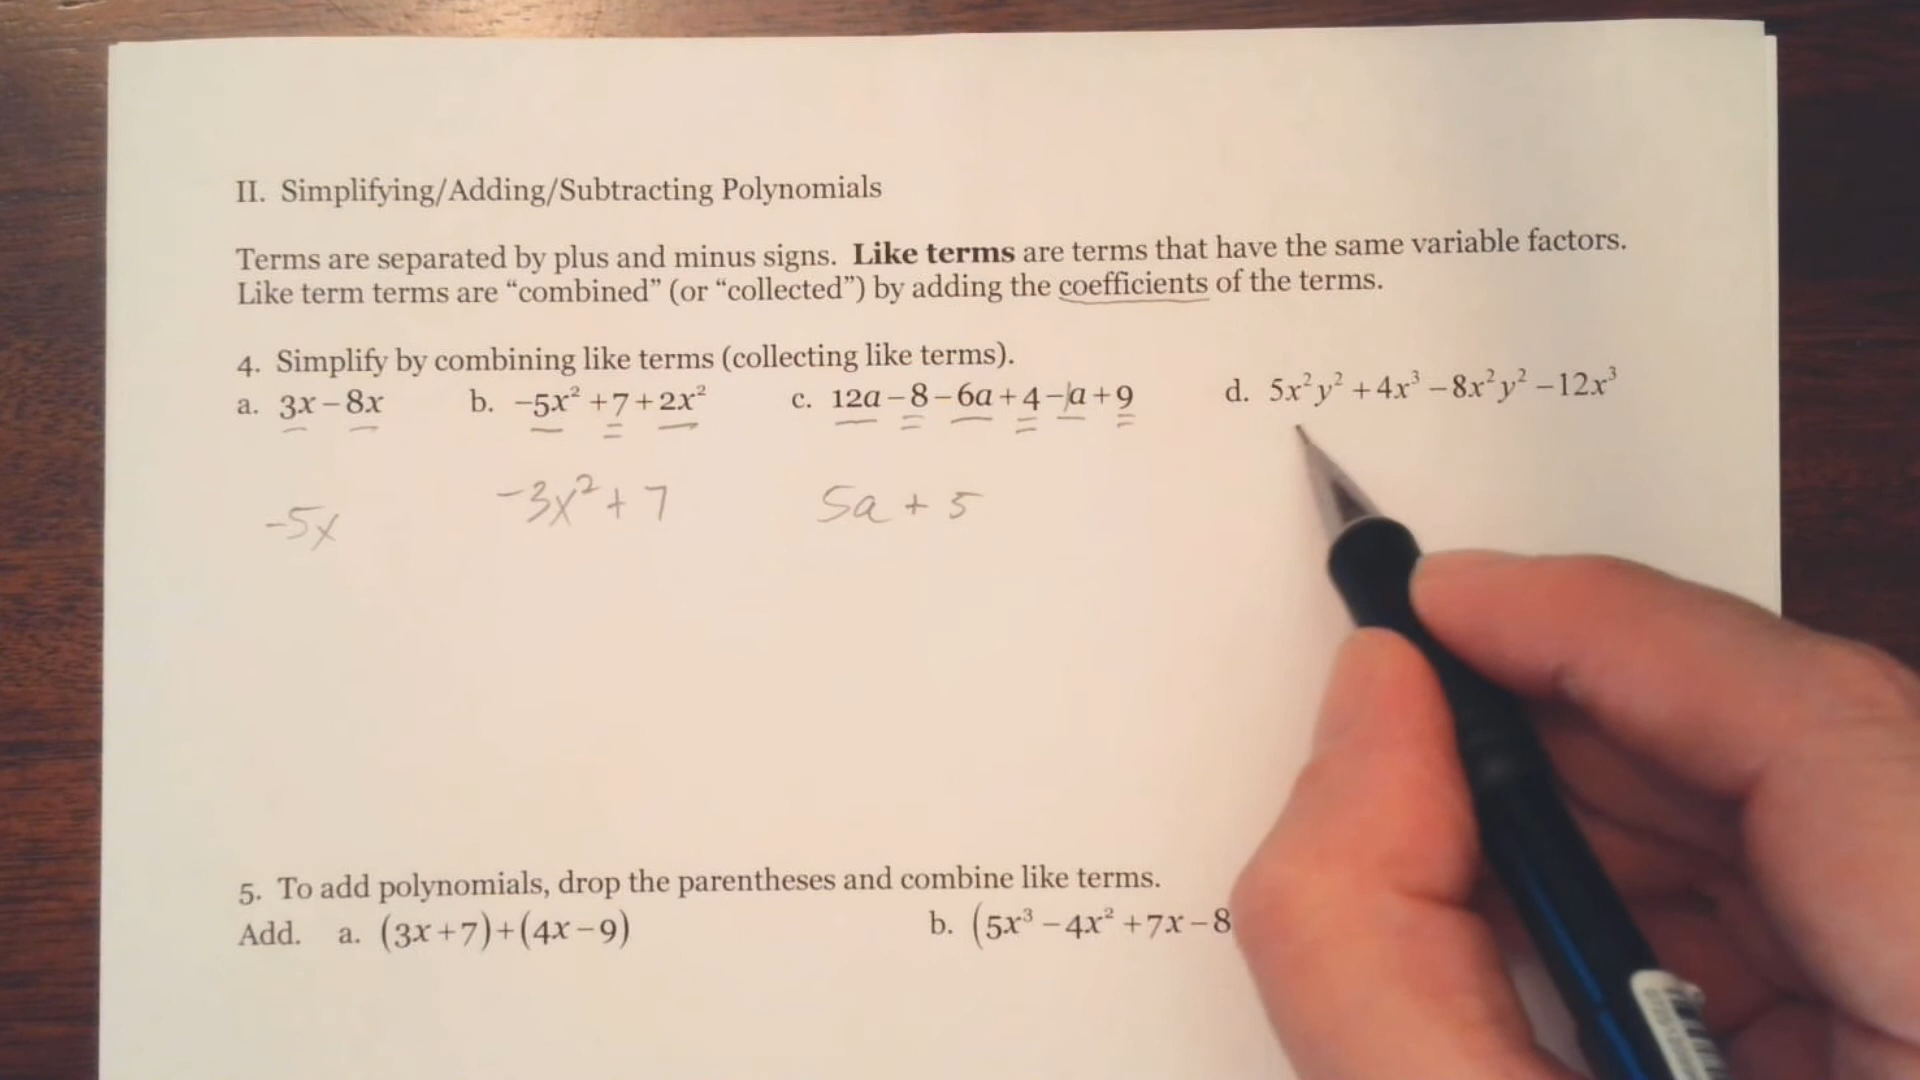 II. Simplifying/Adding/Subtracting Polynomials
Terms are separated by plus and minus signs. Like terms are terms that have the same variable factors.
Like term terms are “combined” (or “collected”) by adding the coefficients of the terms.
4. Simplify by combining like terms (collecting like terms).
a. 3x – 8x b. –5x² + 7 + 2x² c. 12a – 8 – 6a + 4 – 1a + 9 d. 5x²y² + 4x³ – 8x²y² – 12x³
-5x -3x² + 7 5a + 5
5. To add polynomials, drop the parentheses and combine like terms.
Add. a. (3x + 7) + (4x – 9) b. (5x³ – 4x² + 7x – 8